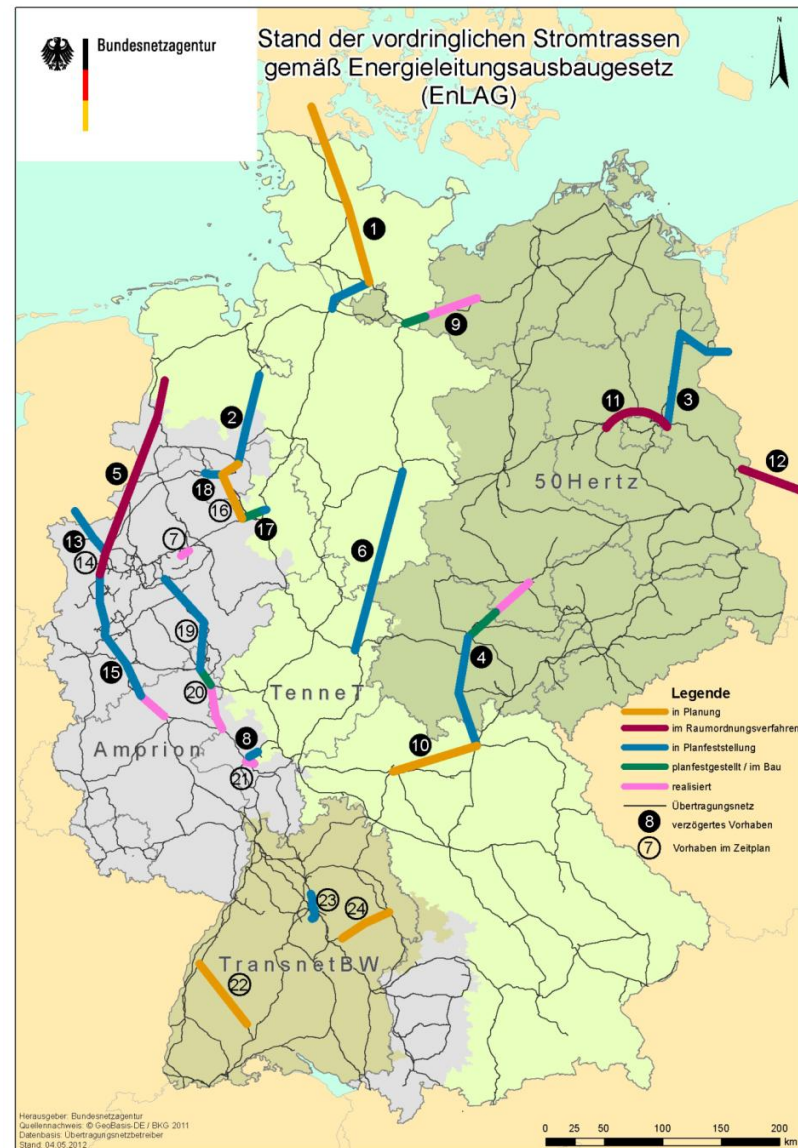 Bundesnetzagentur
Stand der vordringlichen Stromtrassen
gemäß Energieleitungsausbaugesetz
(EnLAG)
N
1
9
11
3
2
5
12
18
50Hertz
16
17
13
7
6
14
19
4
15
20
TenneT
Legende
in Planung
im Raumordnungsverfahren
in Planfeststellung
planfestgestellt / im Bau
realisiert
Übertragungsnetz
8 verzögertes Vorhaben
7 Vorhaben im Zeitplan
8
Amprion
10
21
23
24
TransnetBW
22
Herausgeber: Bundesnetzagentur
Quellennachweis: © GeoBasis-DE / BKG 2011
Datenbasis: Übertragungsnetzbetreiber
Stand: 04.05.2012
0 25 50 100 150 200
km